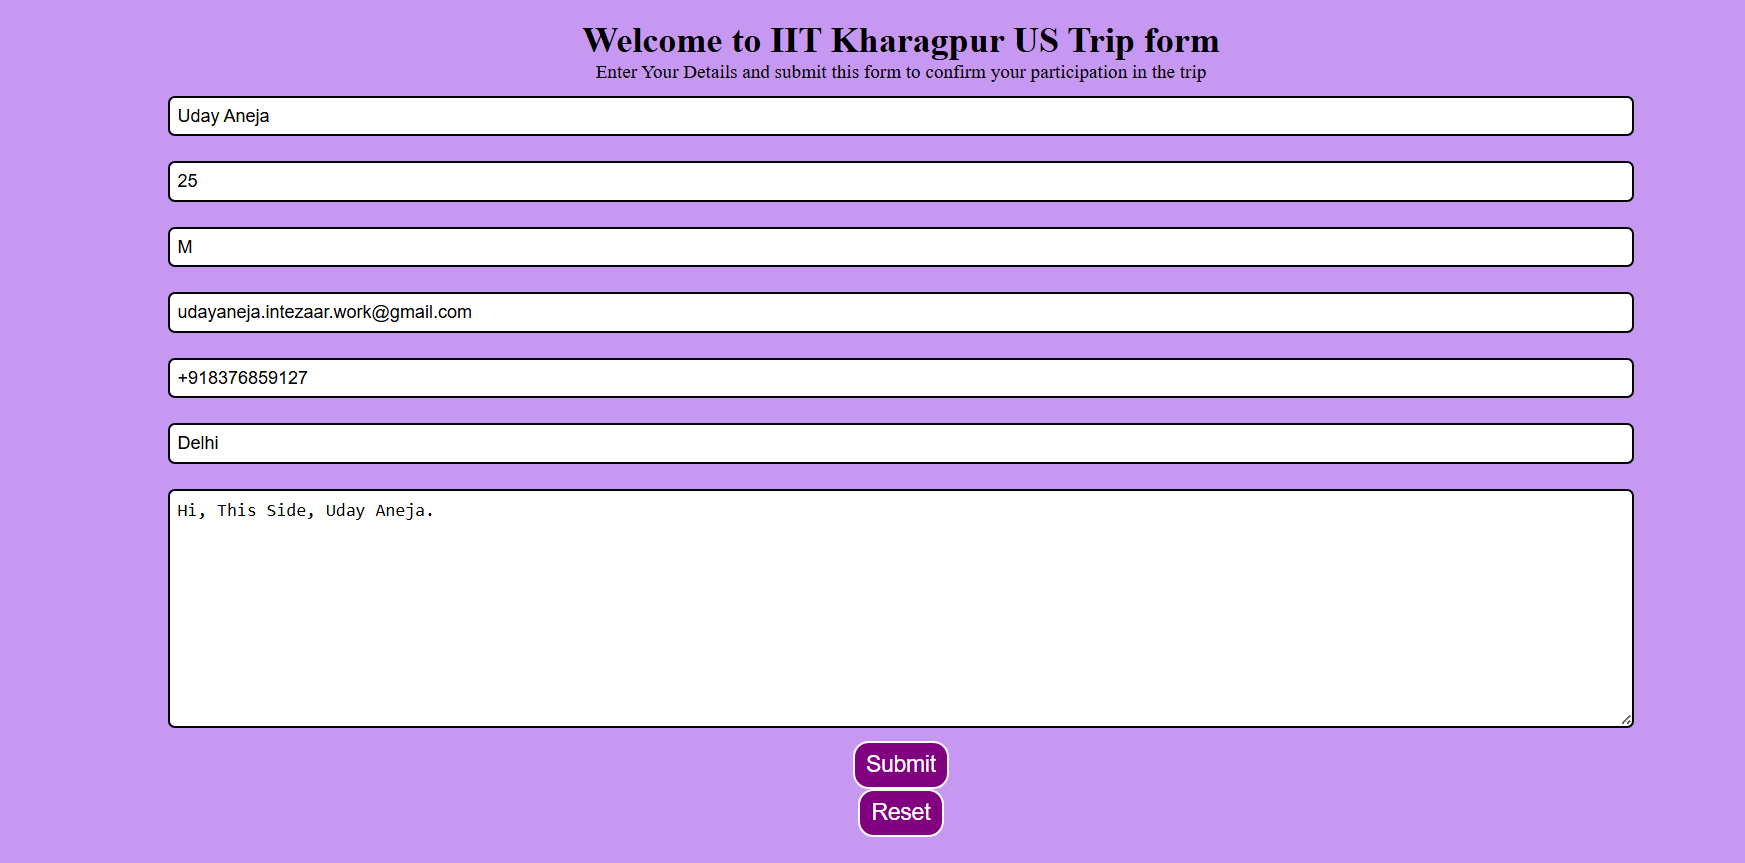 Welcome to IIT Kharagpur US Trip form
Enter Your Details and submit this form to confirm your participation in the trip
Uday Aneja
25
M
udayaneja.intezaar.work@gmail.com
+918376859127
Delhi
Hi, This Side, Uday Aneja.
Submit
Reset